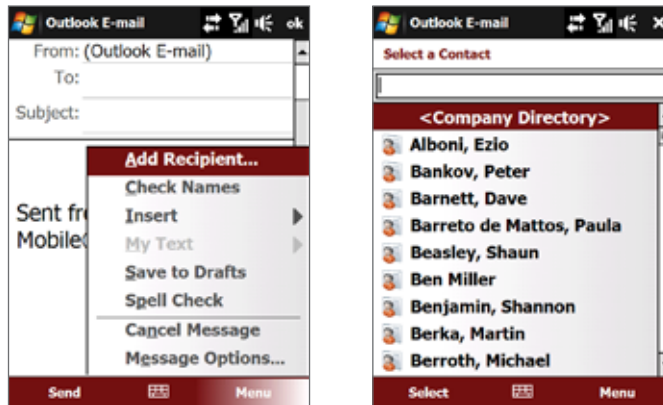 Outlook E-mail ok
From: (Outlook E-mail)
To:
Subject:
Add Recipient...
Check Names
Insert
My Text
Save to Drafts
Spell Check
Cancel Message
Message Options...
Sent fr
Mobile
Send Menu
Outlook E-mail
Select a Contact
<Company Directory>
Alboni, Ezio
Bankov, Peter
Barnett, Dave
Barreto de Mattos, Paula
Beasley, Shaun
Ben Miller
Benjamin, Shannon
Berka, Martin
Berroth, Michael
Select Menu